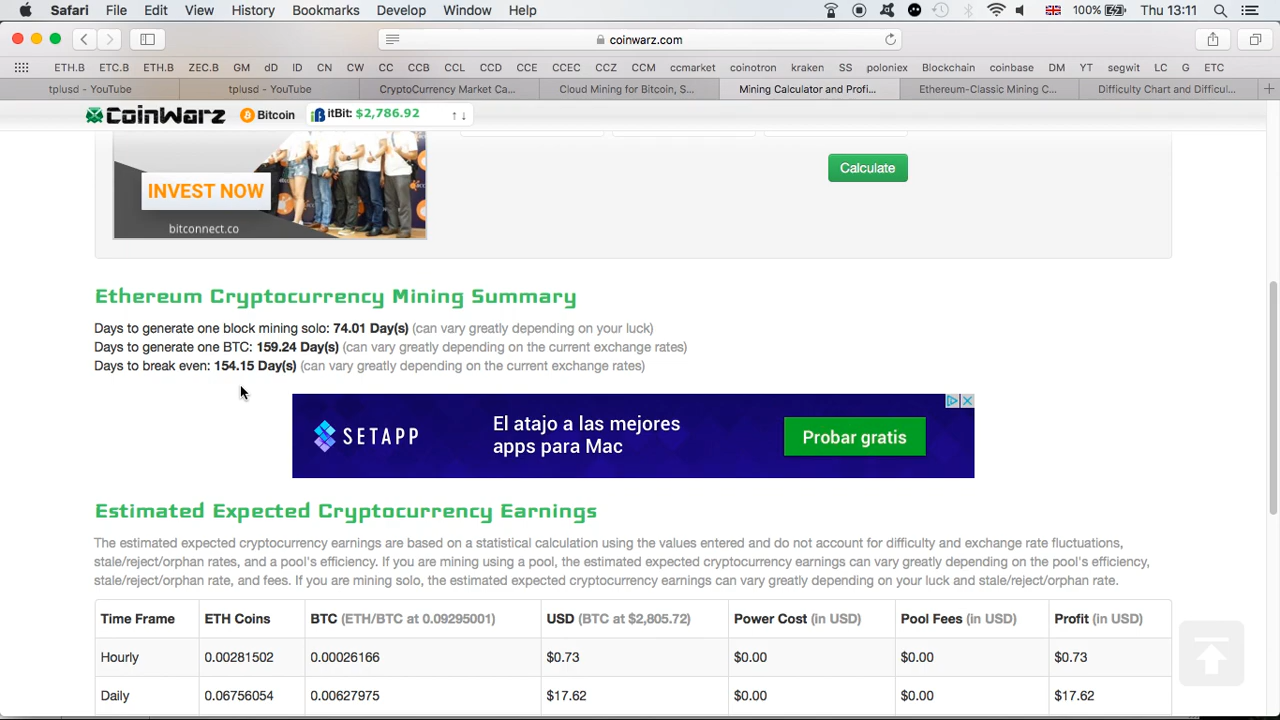 Safari File Edit View History Bookmarks Develop Window Help 100% Thu 13:11
coinwarz.com
ETH.B ETC.B ETH.B ZEC.B GM dD ID CN CW CC CCB CCL CCD CCE CCEC CCZ CCM ccmarket coinotron kraken SS poloniex Blockchain coinbase DM YT segwit LC G ETC
tplusd - YouTube tplusd - YouTube CryptoCurrency Market Ca... Cloud Mining for Bitcoin, S... Mining Calculator and Profi... Ethereum-Classic Mining C... Difficulty Chart and Difficul...
CoinWarz Bitcoin itBit: $2,786.92 ↑ ↓
INVEST NOW
bitconnect.co
Calculate
Ethereum Cryptocurrency Mining Summary
Days to generate one block mining solo: 74.01 Day(s) (can vary greatly depending on your luck)
Days to generate one BTC: 159.24 Day(s) (can vary greatly depending on the current exchange rates)
Days to break even: 154.15 Day(s) (can vary greatly depending on the current exchange rates)
SETAPP
El atajo a las mejores
apps para Mac
Probar gratis
Estimated Expected Cryptocurrency Earnings
The estimated expected cryptocurrency earnings are based on a statistical calculation using the values entered and do not account for difficulty and exchange rate fluctuations,
stale/reject/orphan rates, and a pool's efficiency. If you are mining using a pool, the estimated expected cryptocurrency earnings can vary greatly depending on the pool's efficiency,
stale/reject/orphan rate, and fees. If you are mining solo, the estimated expected cryptocurrency earnings can vary greatly depending on your luck and stale/reject/orphan rate.
Time Frame ETH Coins BTC (ETH/BTC at 0.09295001) USD (BTC at $2,805.72) Power Cost (in USD) Pool Fees (in USD) Profit (in USD)
Hourly 0.00281502 0.00026166 $0.73 $0.00 $0.00 $0.73
Daily 0.06756054 0.00627975 $17.62 $0.00 $0.00 $17.62